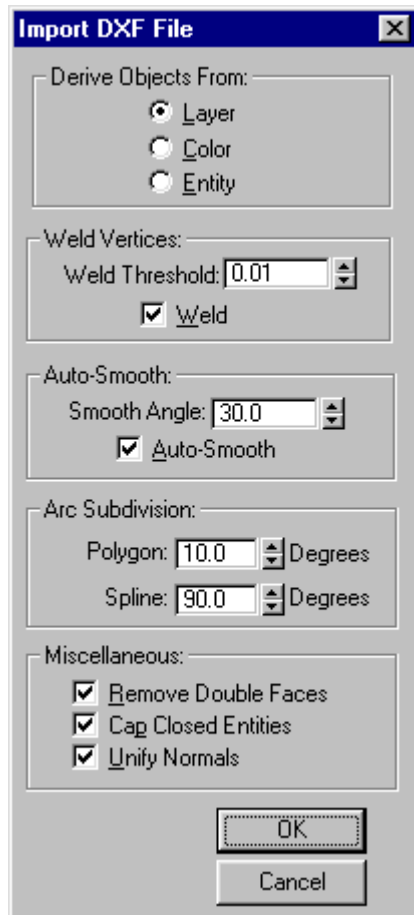 Import DXF File
Derive Objects From:
Layer
Color
Entity
Weld Vertices:
Weld Threshold: 0.01
Weld
Auto-Smooth:
Smooth Angle: 30.0
Auto-Smooth
Arc Subdivision:
Polygon: 10.0 Degrees
Spline: 90.0 Degrees
Miscellaneous:
Remove Double Faces
Cap Closed Entities
Unify Normals
OK
Cancel